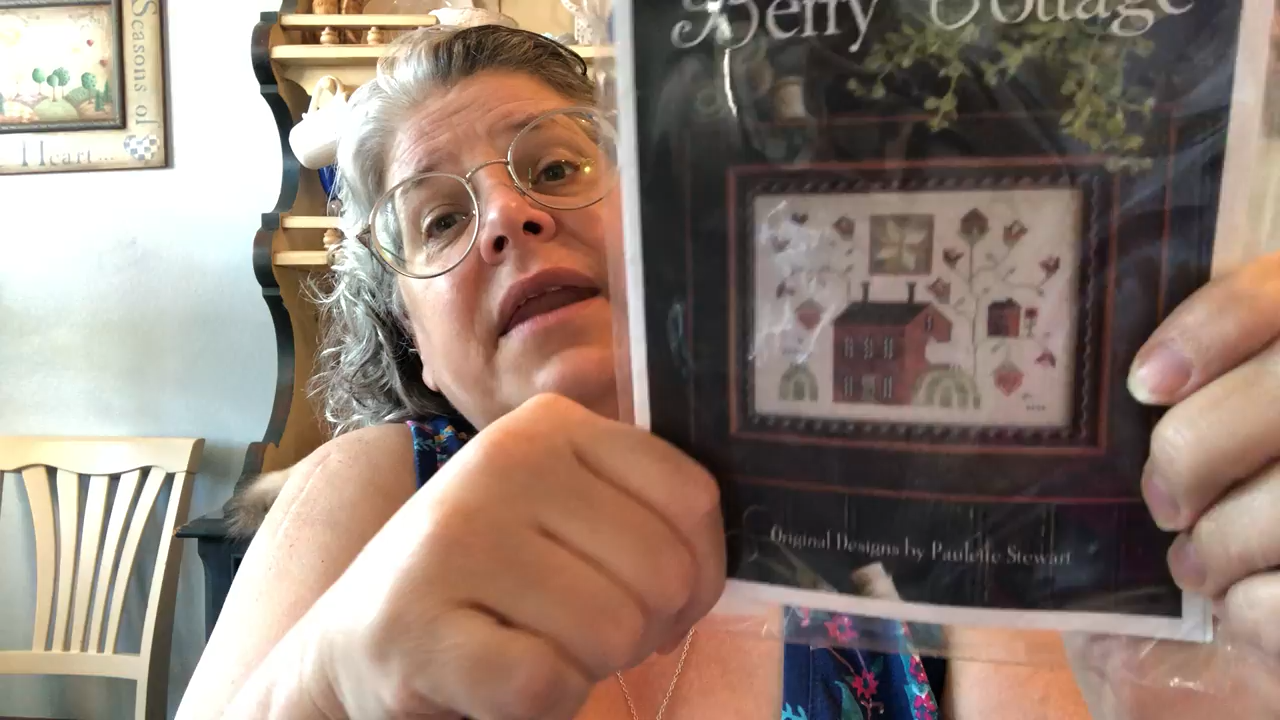 Seasons of
Heart...
Berry Cottage
Original Designs by Paulette Stewart